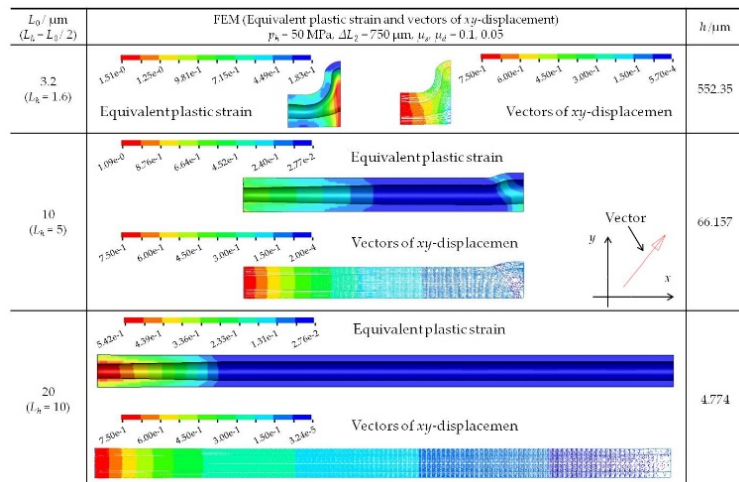 L₀ / μm
(Lₕ = L₀/2)
FEM (Equivalent plastic strain and vectors of xy-displacement)
pₕ = 50 MPa, ΔL₂ = 750 μm, μₛ, μ_d = 0.1, 0.05
h/μm
3.2
(Lₕ = 1.6)
1.51e-0 1.25e-0 9.81e-1 7.15e-1 4.49e-1 1.83e-1
Equivalent plastic strain
7.50e-1 6.00e-1 4.50e-1 3.00e-1 1.50e-1 5.70e-4
Vectors of xy-displacemen
552.35
10
(Lₕ = 5)
1.09e-0 8.76e-1 6.64e-1 4.52e-1 2.40e-1 2.77e-2
Equivalent plastic strain
7.50e-1 6.00e-1 4.50e-1 3.00e-1 1.50e-1 2.00e-4
Vectors of xy-displacemen
Vector
y
x
66.157
20
(Lₕ = 10)
5.42e-1 4.39e-1 3.36e-1 2.33e-1 1.31e-1 2.76e-2
Equivalent plastic strain
7.50e-1 6.00e-1 4.50e-1 3.00e-1 1.50e-1 3.24e-5
Vectors of xy-displacemen
4.774